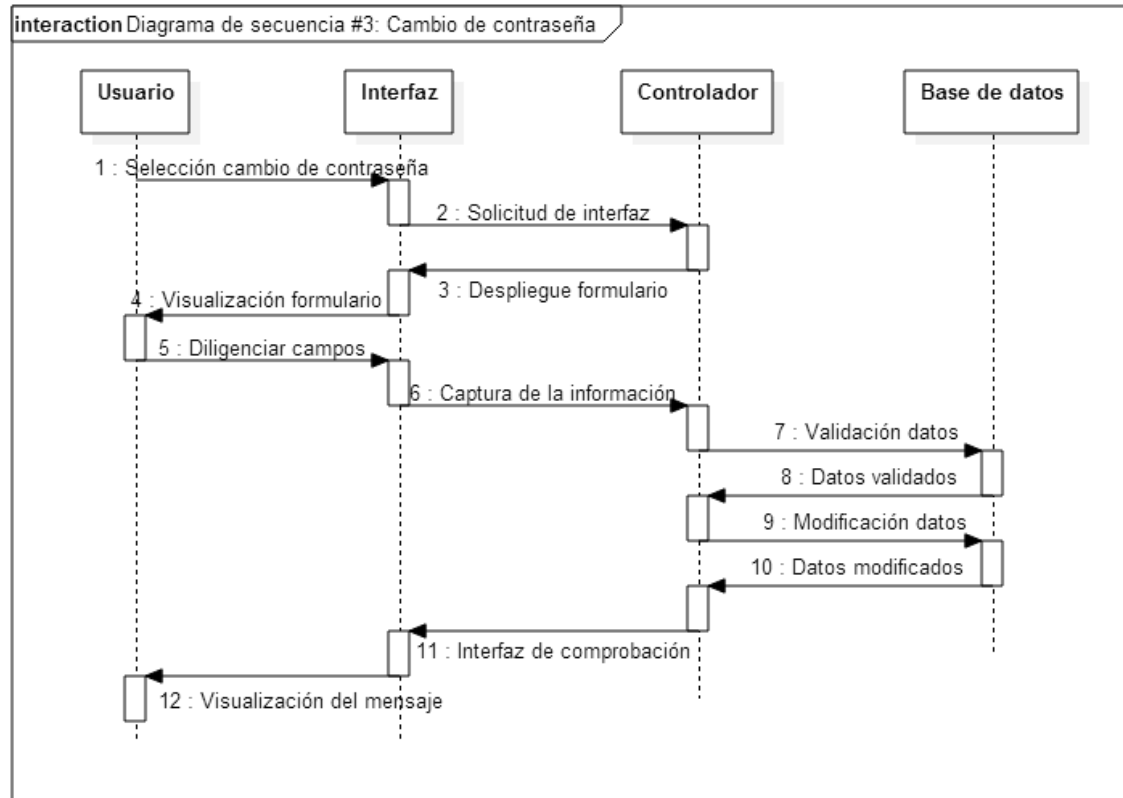 interaction Diagrama de secuencia #3: Cambio de contraseña
Usuario
Interfaz
Controlador
Base de datos
1 : Selección cambio de contraseña
2 : Solicitud de interfaz
3 : Despliegue formulario
4 : Visualización formulario
5 : Diligenciar campos
6 : Captura de la información
7 : Validación datos
8 : Datos validados
9 : Modificación datos
10 : Datos modificados
11 : Interfaz de comprobación
12 : Visualización del mensaje